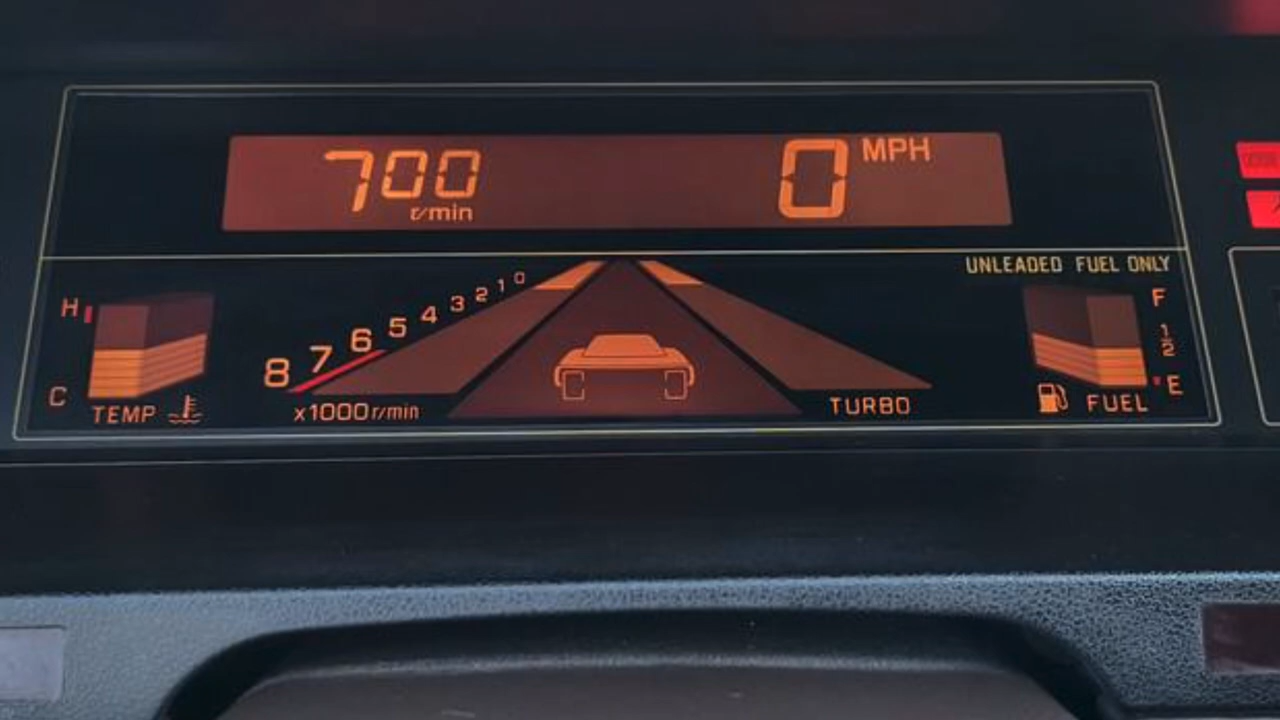 700 r/min
0 MPH
UNLEADED FUEL ONLY
H
C
TEMP
8 7 6 5 4 3 2 1 0
x1000r/min
TURBO
F
1/2
E
FUEL